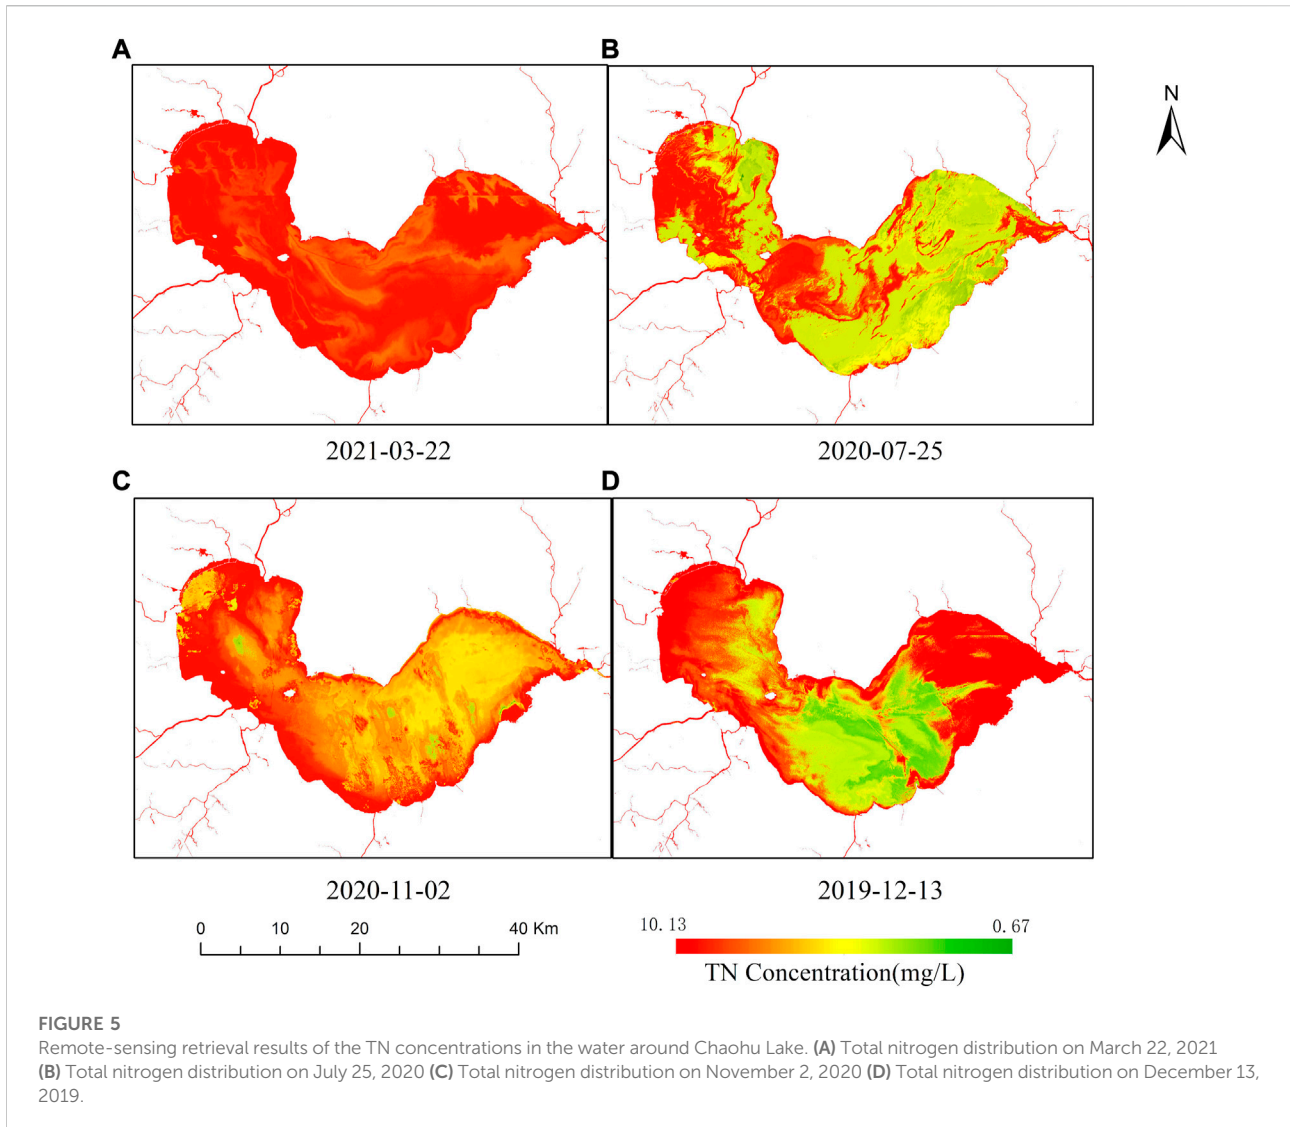 A
B
N
2021-03-22
2020-07-25
C
D
2020-11-02
2019-12-13
0 10 20 40 Km
10.13
0.67
TN Concentration(mg/L)
FIGURE 5
Remote-sensing retrieval results of the TN concentrations in the water around Chaohu Lake. (A) Total nitrogen distribution on March 22, 2021
(B) Total nitrogen distribution on July 25, 2020 (C) Total nitrogen distribution on November 2, 2020 (D) Total nitrogen distribution on December 13,
2019.